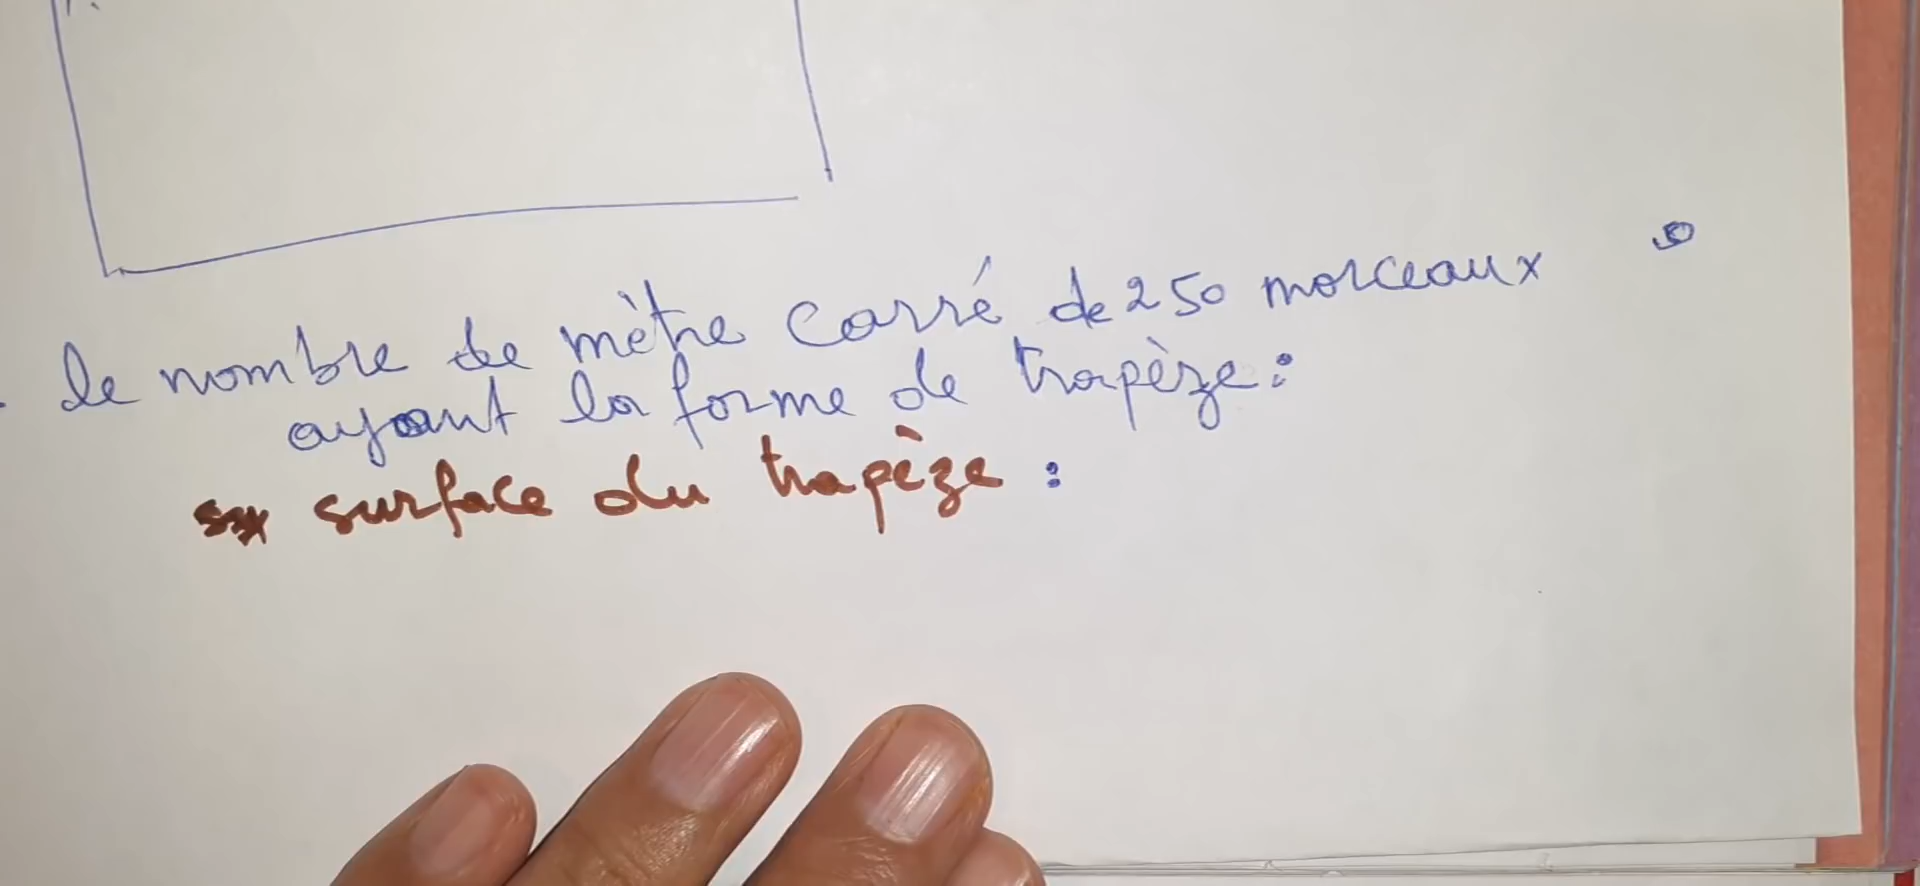 le nombre de mètre carré de 250 morceaux
ayant la forme de trapèze :
surface du trapèze :